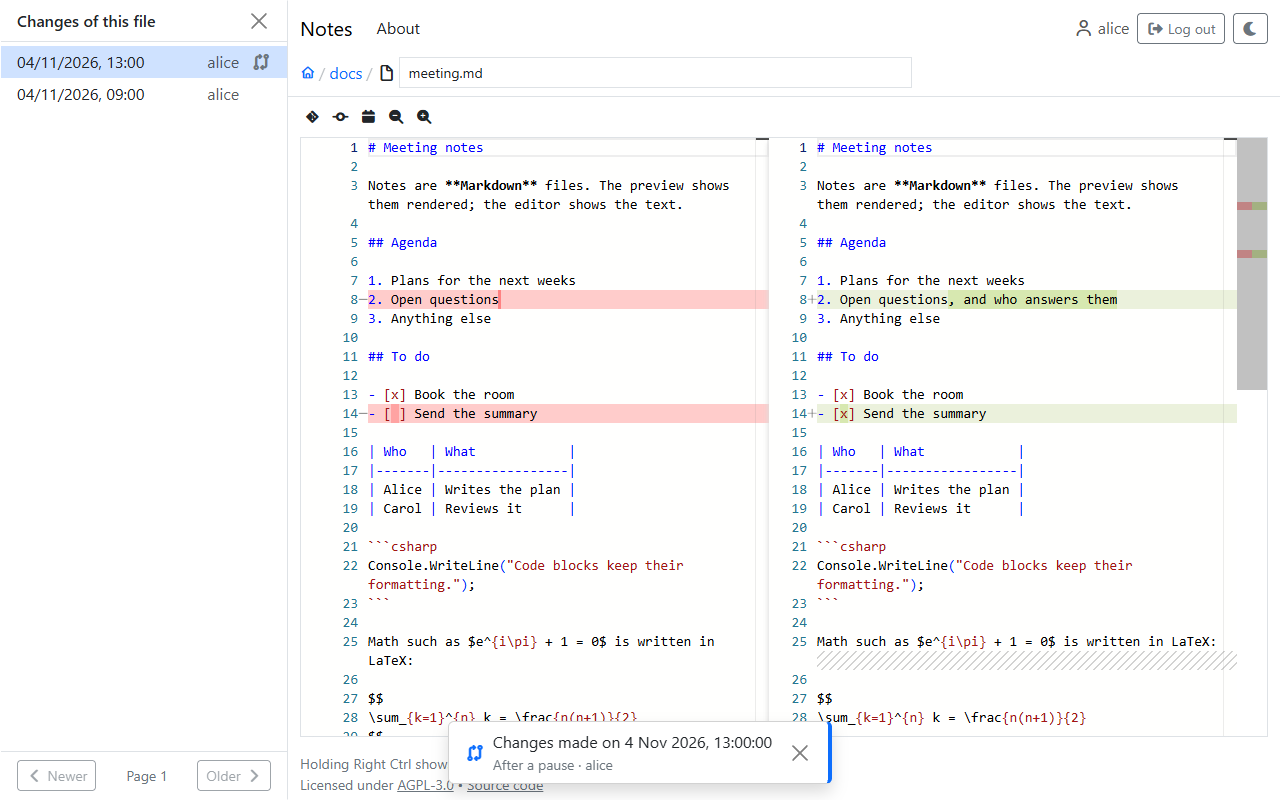 Changes of this file
04/11/2026, 13:00 alice
04/11/2026, 09:00 alice
Newer Page 1 Older
Notes About
alice Log out
/ docs / meeting.md
1 # Meeting notes
2
3 Notes are **Markdown** files. The preview shows
them rendered; the editor shows the text.
4
5 ## Agenda
6
7 1. Plans for the next weeks
8 2. Open questions
9 3. Anything else
10
11 ## To do
12
13 - [x] Book the room
14 - [ ] Send the summary
15
16 | Who   | What            |
17 |-------|-----------------|
18 | Alice | Writes the plan |
19 | Carol | Reviews it      |
20
21 ```csharp
22 Console.WriteLine("Code blocks keep their
formatting.");
23 ```
24
25 Math such as $e^{i\pi} + 1 = 0$ is written in
LaTeX:
26
27 $$
28 \sum_{k=1}^{n} k = \frac{n(n+1)}{2}
29 $$
1 # Meeting notes
2
3 Notes are **Markdown** files. The preview shows
them rendered; the editor shows the text.
4
5 ## Agenda
6
7 1. Plans for the next weeks
8+ 2. Open questions, and who answers them
9 3. Anything else
10
11 ## To do
12
13 - [x] Book the room
14+ - [x] Send the summary
15
16 | Who   | What            |
17 |-------|-----------------|
18 | Alice | Writes the plan |
19 | Carol | Reviews it      |
20
21 ```csharp
22 Console.WriteLine("Code blocks keep their
formatting.");
23 ```
24
25 Math such as $e^{i\pi} + 1 = 0$ is written in LaTeX:
26
27 $$
28 \sum_{k=1}^{n} k = \frac{n(n+1)}{2}
Changes made on 4 Nov 2026, 13:00:00
After a pause · alice
Holding Right Ctrl show
Licensed under AGPL-3.0 • Source code